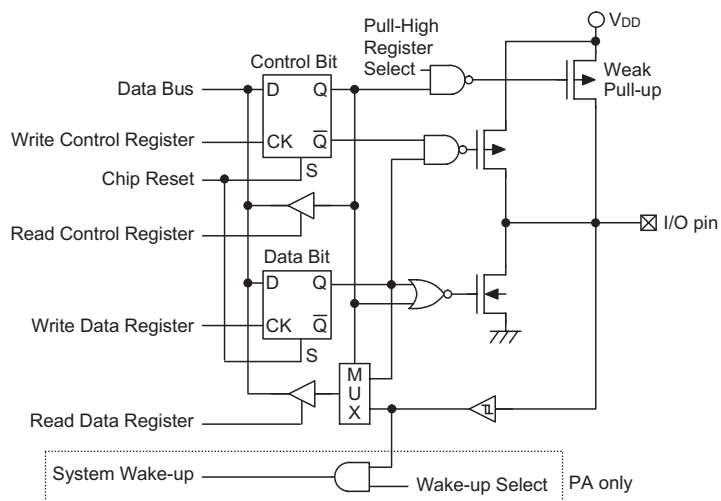 VDD
Pull-High
Register
Select
Control Bit
Weak
Pull-up
Data Bus
D
Q
Write Control Register
CK
Q
S
Chip Reset
I/O pin
Read Control Register
Data Bit
D
Q
Write Data Register
CK
Q
S
M
U
X
Read Data Register
System Wake-up
Wake-up Select
PA only